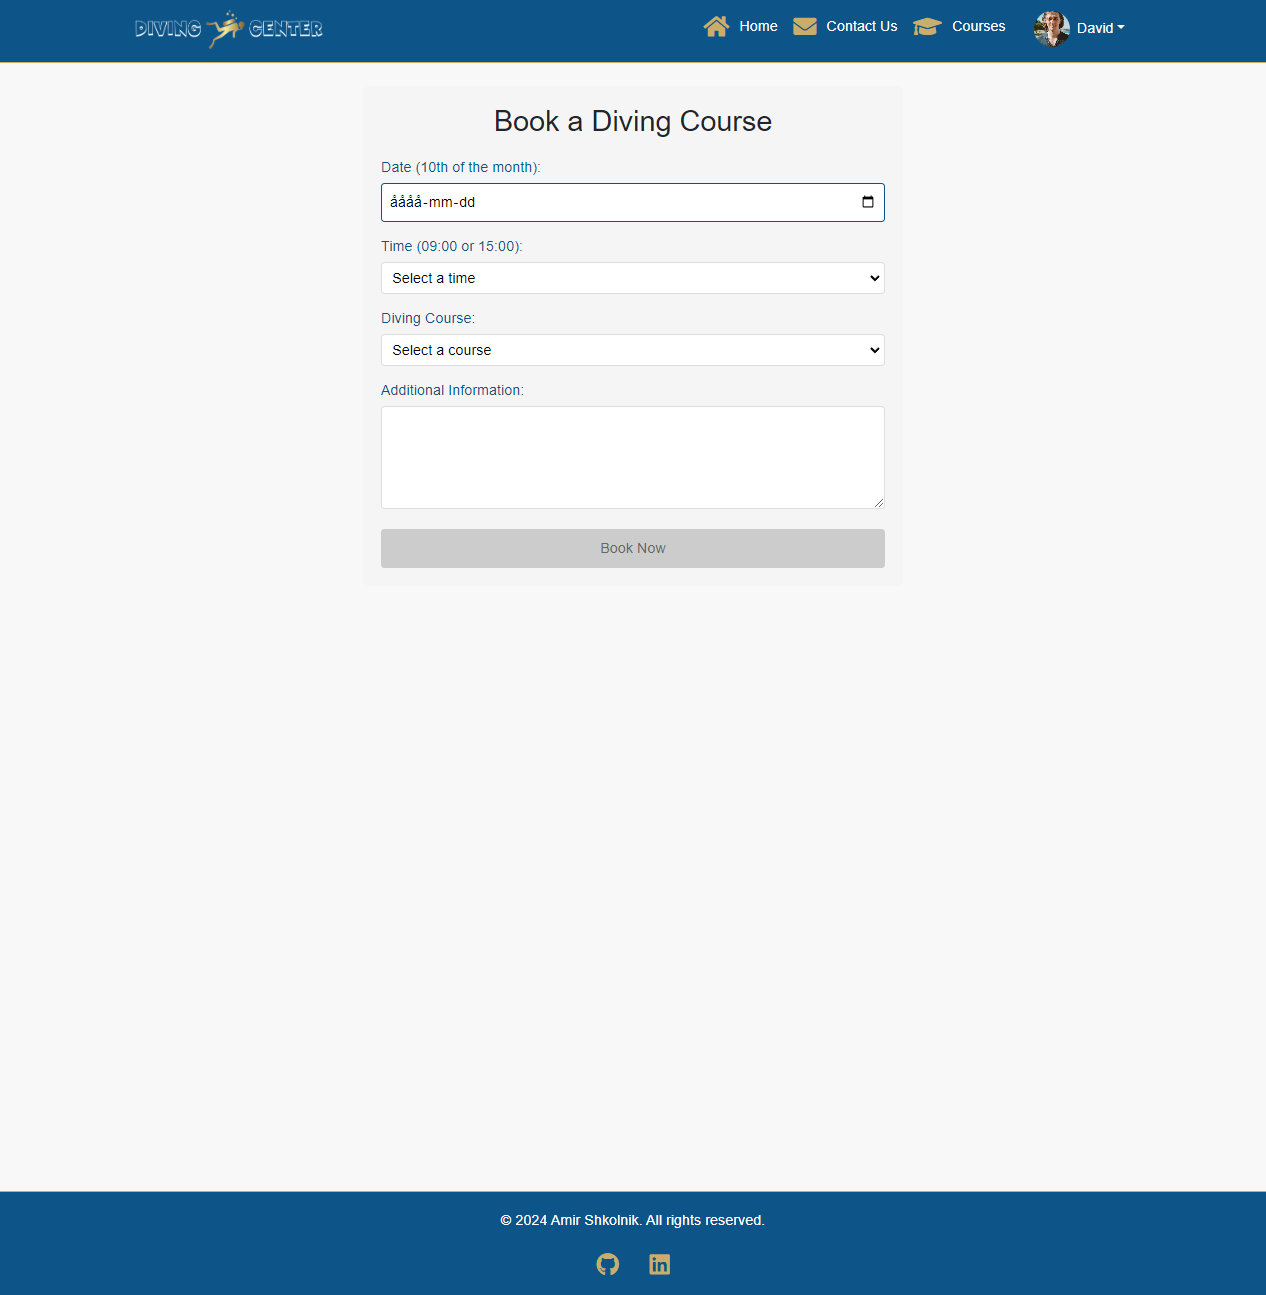 DIVING CENTER
Home
Contact Us
Courses
David
Book a Diving Course
Date (10th of the month):
åååå-mm-dd
Time (09:00 or 15:00):
Select a time
Diving Course:
Select a course
Additional Information:
Book Now
© 2024 Amir Shkolnik. All rights reserved.
in